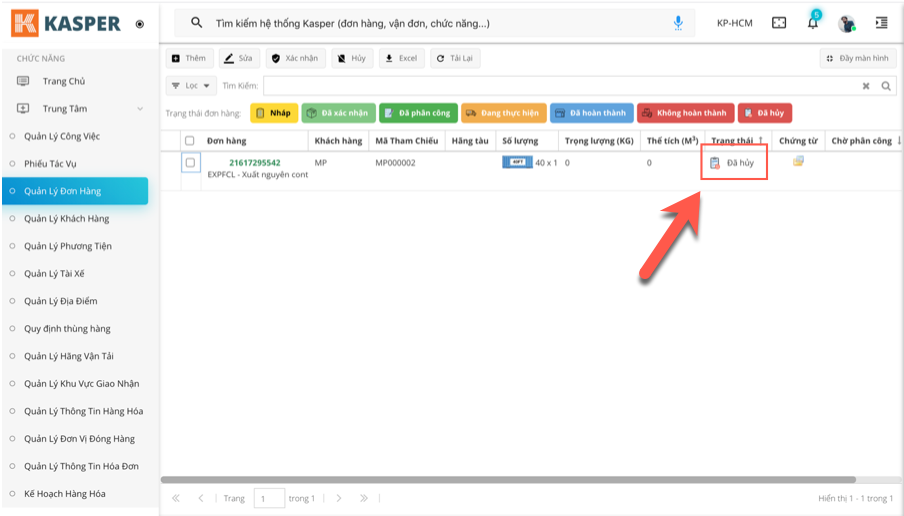 KASPER
Tìm kiếm hệ thống Kasper (đơn hàng, vận đơn, chức năng...)
KP-HCM
5
CHỨC NĂNG
Trang Chủ
Trung Tâm
Quản Lý Công Việc
Phiếu Tác Vụ
Quản Lý Đơn Hàng
Quản Lý Khách Hàng
Quản Lý Phương Tiện
Quản Lý Tài Xế
Quản Lý Địa Điểm
Quy định thùng hàng
Quản Lý Hãng Vận Tải
Quản Lý Khu Vực Giao Nhận
Quản Lý Thông Tin Hàng Hóa
Quản Lý Đơn Vị Đóng Hàng
Quản Lý Thông Tin Hóa Đơn
Kế Hoạch Hàng Hóa
Thêm Sửa Xác nhận Hủy Excel Tải Lại Đầy màn hình
Lọc Tìm Kiếm:
Trạng thái đơn hàng: Nháp Đã xác nhận Đã phân công Đang thực hiện Đã hoàn thành Không hoàn thành Đã hủy
Đơn hàng Khách hàng Mã Tham Chiếu Hãng tàu Số lượng Trọng lượng (KG) Thể tích (M³) Trạng thái Chứng từ Chờ phân công
21617295542 MP MP000002 40FT 40 x 1 0 0 Đã hủy
EXPFCL - Xuất nguyên cont
Trang 1 trong 1 Hiển thị 1 - 1 trong 1